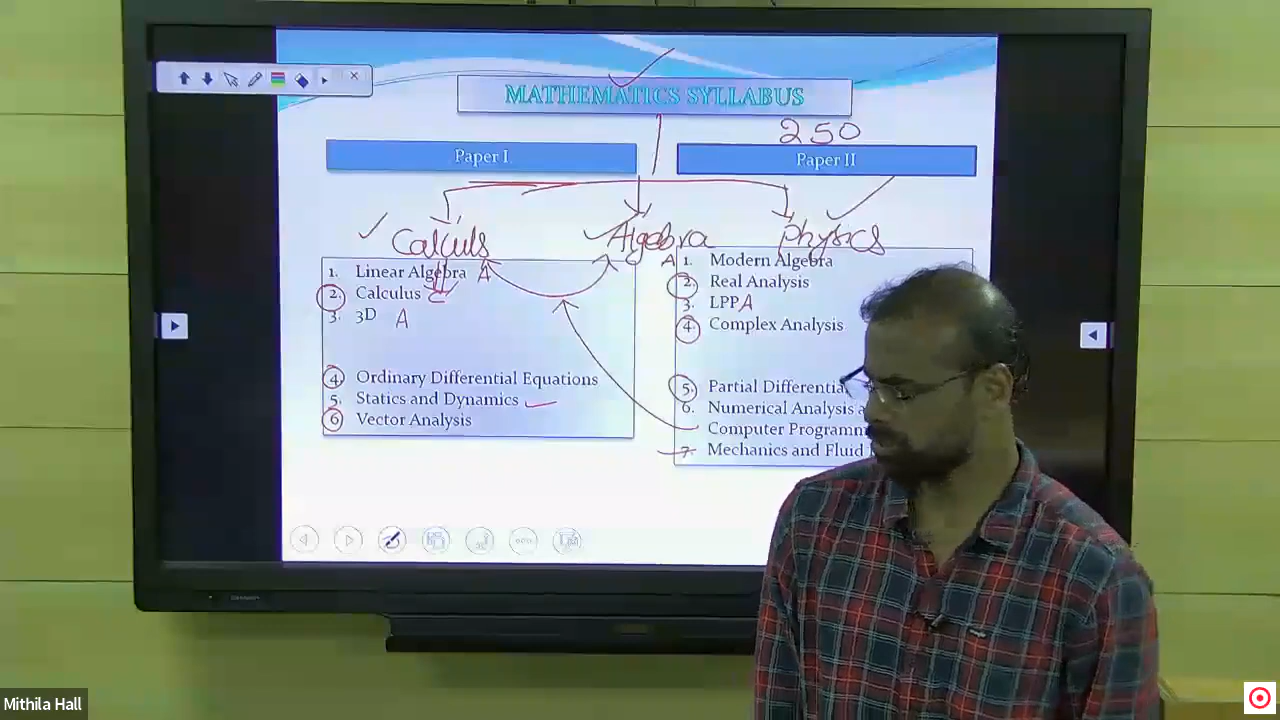 MATHEMATICS SYLLABUS
250
Paper I
Paper II
Calculs
Algebra
Physics
1. Linear Algebra A
2. Calculus C
3. 3D A
4. Ordinary Differential Equations
5. Statics and Dynamics
6. Vector Analysis
A
1. Modern Algebra
2. Real Analysis
3. LPP A
4. Complex Analysis
5. Partial Differential
6. Numerical Analysis
Computer
7. Mechanics and Fluid
Mithila Hall